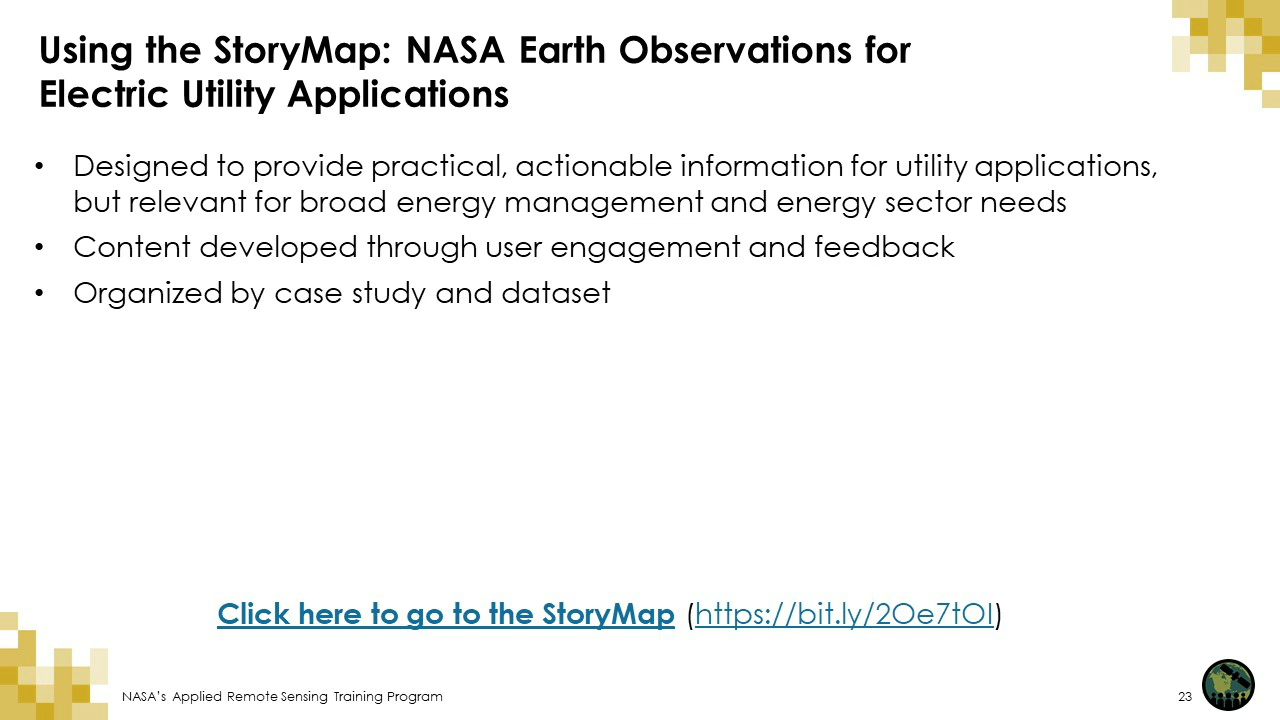 Using the StoryMap: NASA Earth Observations for
Electric Utility Applications
• Designed to provide practical, actionable information for utility applications,
but relevant for broad energy management and energy sector needs
• Content developed through user engagement and feedback
• Organized by case study and dataset
Click here to go to the StoryMap (https://bit.ly/2Oe7tOI)
NASA's Applied Remote Sensing Training Program
23